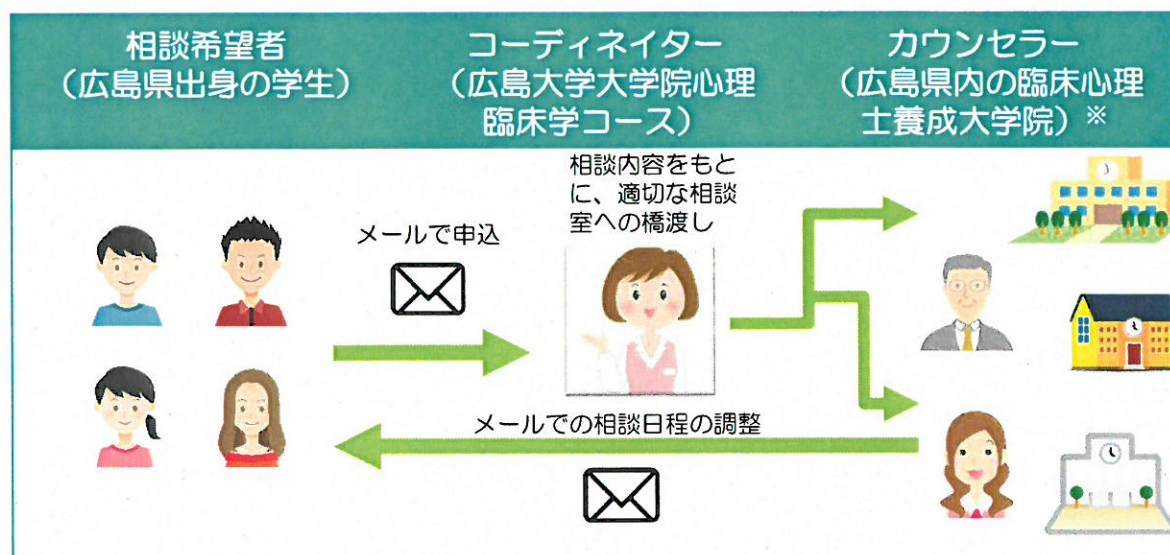 相談希望者
（広島県出身の学生）
コーディネイター
（広島大学大学院心理
臨床学コース）
カウンセラー
（広島県内の臨床心理
士養成大学院）※
相談内容をもと
に、適切な相談
室への橋渡し
メールで申込
メールでの相談日程の調整